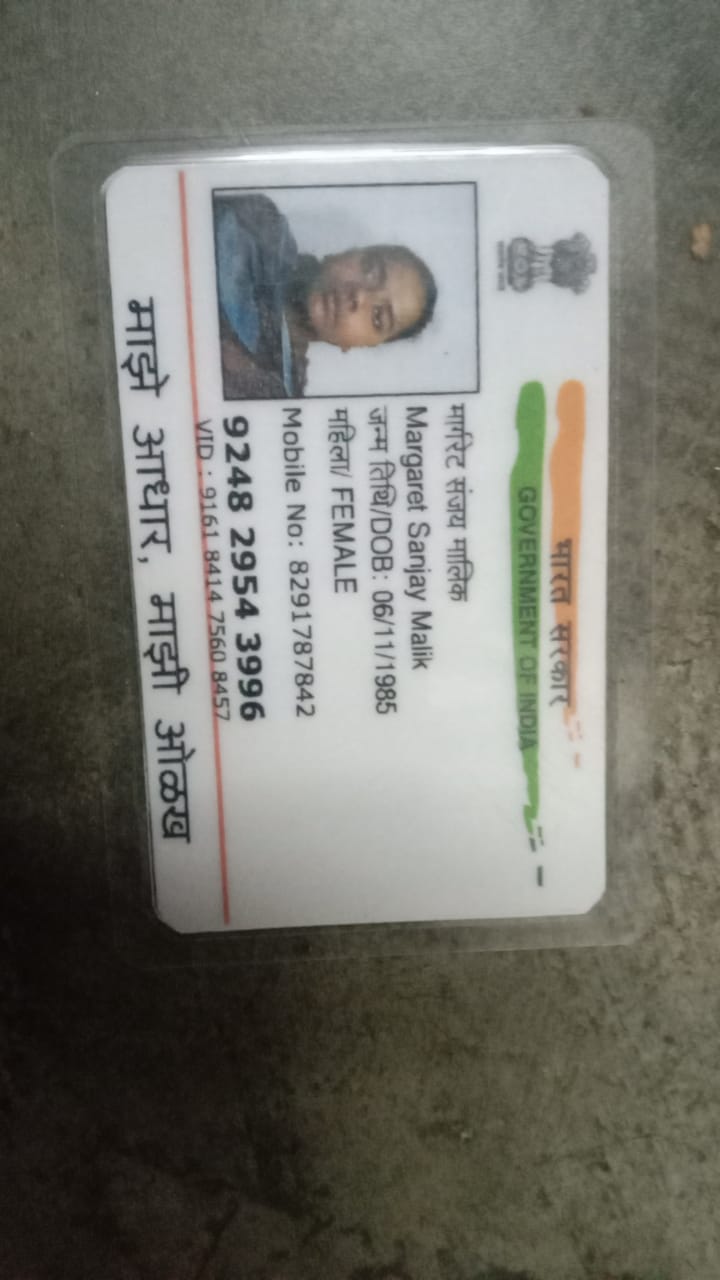 भारत सरकार
GOVERNMENT OF INDIA
मार्गरेट संजय मालिक
Margaret Sanjay Malik
जन्म तिथि/DOB: 06/11/1985
महिला/ FEMALE
Mobile No: 8291787842
9248 2954 3996
VID : 9161 8414 7560 8457
माझे आधार, माझी ओळख